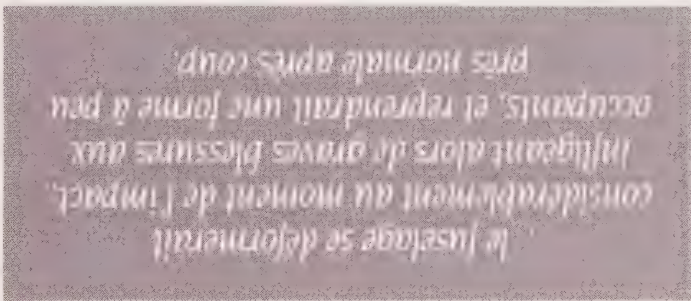 le fuselage se déformerait
considérablement au moment de l'impact,
infligeant alors de graves blessures aux
occupants, et reprendrait une forme à peu
près normale après coup.